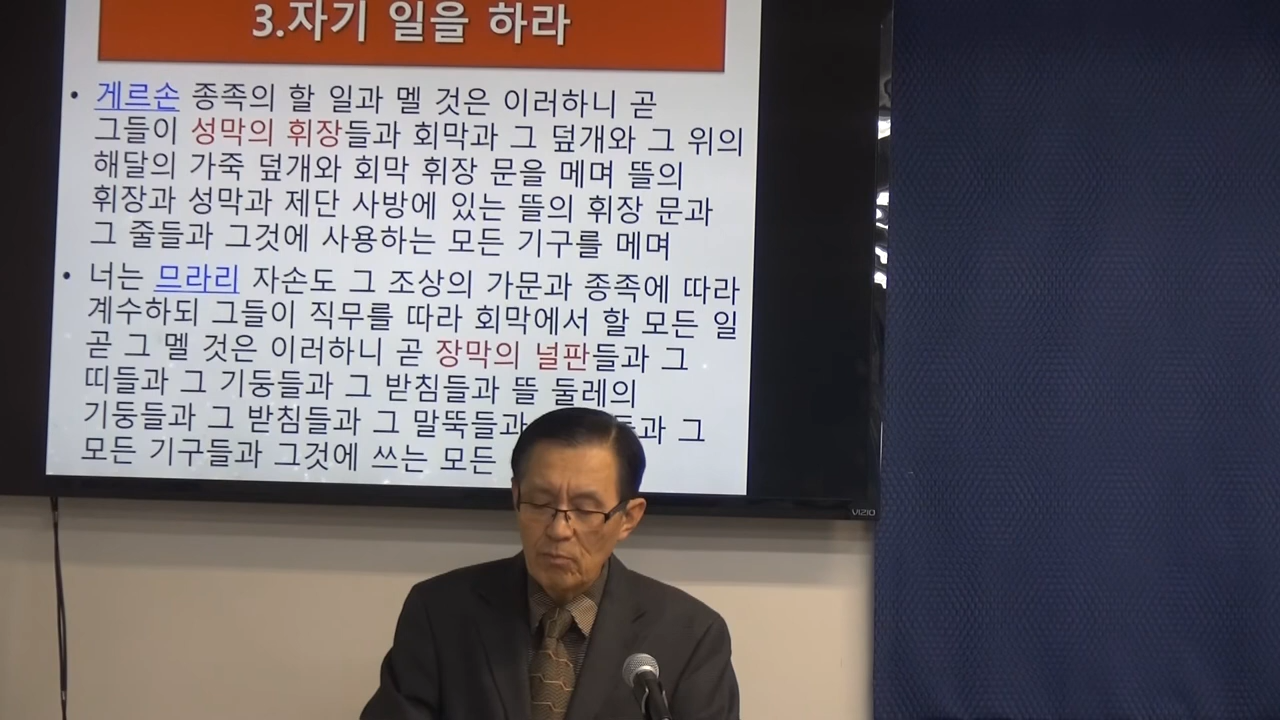 3.자기 일을 하라
• 게르손 종족의 할 일과 멜 것은 이러하니 곧
그들이 성막의 휘장들과 회막과 그 덮개와 그 위의
해달의 가죽 덮개와 회막 휘장 문을 메며 뜰의
휘장과 성막과 제단 사방에 있는 뜰의 휘장 문과
그 줄들과 그것에 사용하는 모든 기구를 메며
• 너는 므라리 자손도 그 조상의 가문과 종족에 따라
계수하되 그들이 직무를 따라 회막에서 할 모든 일
곧 그 멜 것은 이러하니 곧 장막의 널판들과 그
띠들과 그 기둥들과 그 받침들과 뜰 둘레의
기둥들과 그 받침들과 그 말뚝들과 들과 그
모든 기구들과 그것에 쓰는 모든
VIZIO